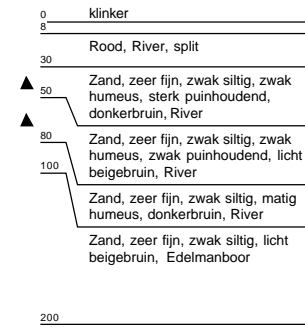 0 klinker
8
Rood, River, split
30
Zand, zeer fijn, zwak siltig, zwak
humeus, sterk puinhoudend,
50
donkerbruin, River
Zand, zeer fijn, zwak siltig, zwak
80
humeus, zwak puinhoudend, licht
beigebruin, River
100
Zand, zeer fijn, zwak siltig, matig
humeus, donkerbruin, River
Zand, zeer fijn, zwak siltig, licht
beigebruin, Edelmanboor
200